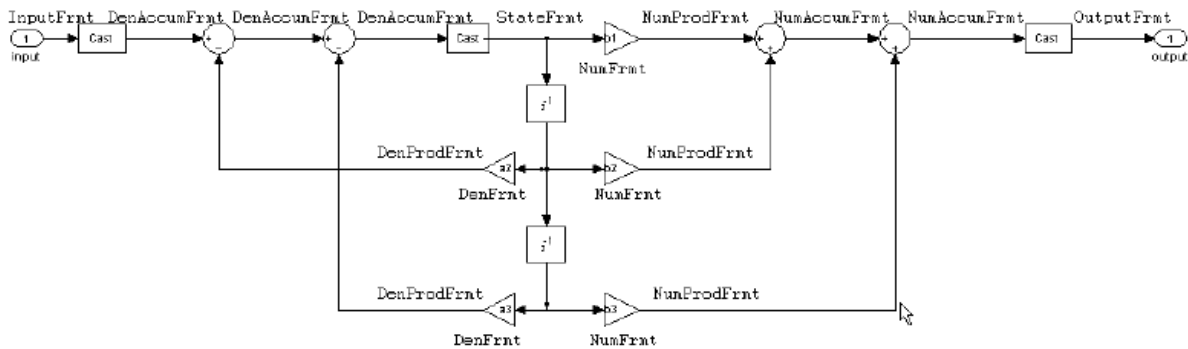 InputFrmt DenAccumFrmt DenAccumFrmt DenAccumFrmt StateFrmt NumProdFrmt NumAccumFrmt NumAccumFrmt OutputFrmt
1 Cast + - + - Cast b1 + + + + Cast 1
input NumFrmt output
z-1
DenProdFrmt NumProdFrmt
a2 b2
DenFrmt NumFrmt
z-1
DenProdFrmt NumProdFrmt
a3 b3
DenFrmt NumFrmt